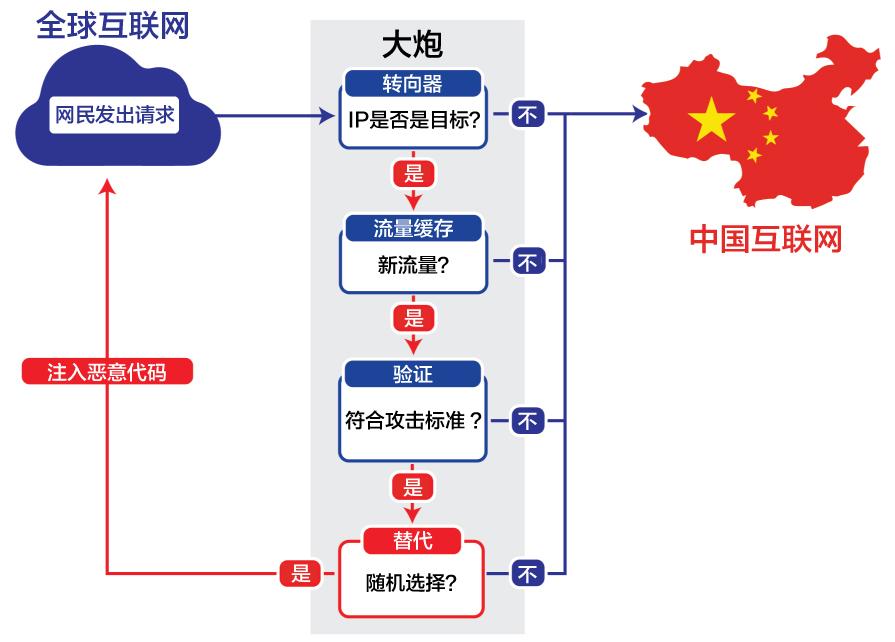 全球互联网
网民发出请求
大炮
转向器
IP是否是目标?
不
是
流量缓存
新流量?
不
是
验证
符合攻击标准？
不
是
替代
随机选择?
不
是
注入恶意代码
中国互联网